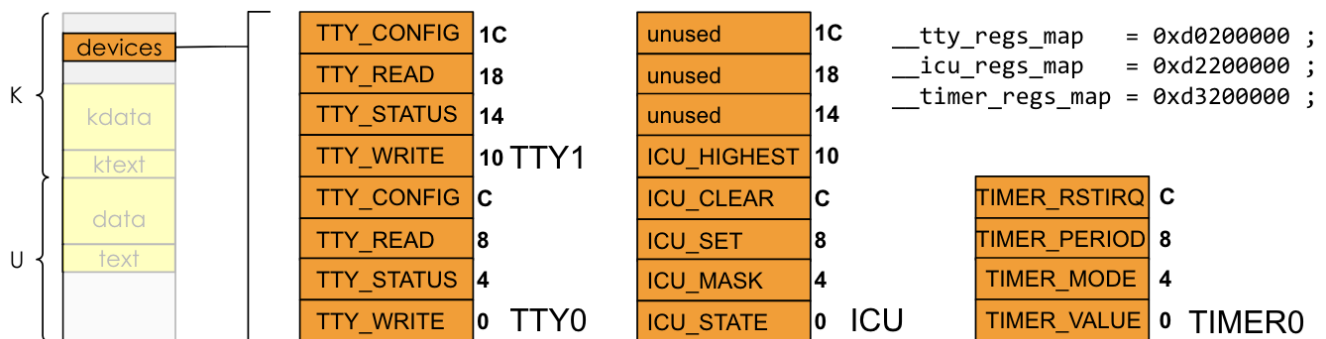 K
devices
kdata
ktext
U
data
text
TTY_CONFIG 1C
TTY_READ 18
TTY_STATUS 14
TTY_WRITE 10 TTY1
TTY_CONFIG C
TTY_READ 8
TTY_STATUS 4
TTY_WRITE 0 TTY0
unused 1C
unused 18
unused 14
ICU_HIGHEST 10
ICU_CLEAR C
ICU_SET 8
ICU_MASK 4
ICU_STATE 0 ICU
__tty_regs_map = 0xd0200000 ;
__icu_regs_map = 0xd2200000 ;
__timer_regs_map = 0xd3200000 ;
TIMER_RSTIRQ C
TIMER_PERIOD 8
TIMER_MODE 4
TIMER_VALUE 0 TIMER0